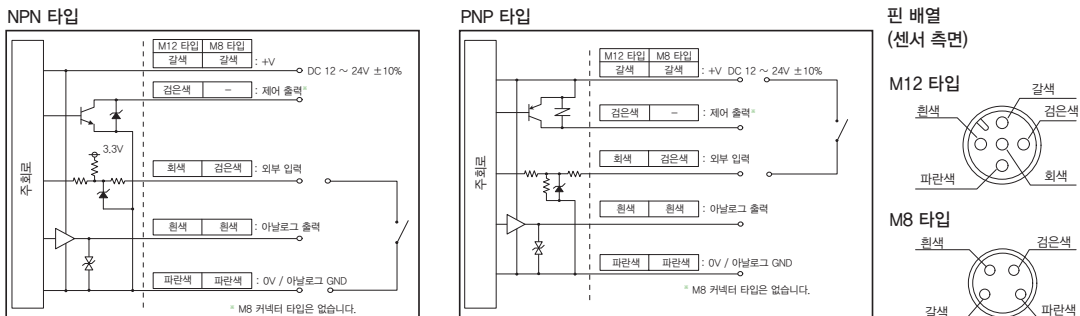 NPN 타입
M12 타입 M8 타입
갈색 갈색 : +V
DC 12 ~ 24V ±10%
검은색 - : 제어 출력*
3.3V
주회로
회색 검은색 : 외부 입력
흰색 흰색 : 아날로그 출력
파란색 파란색 : 0V / 아날로그 GND
* M8 커넥터 타입은 없습니다.
PNP 타입
M12 타입 M8 타입
갈색 갈색 : +V DC 12 ~ 24V ±10%
검은색 - : 제어 출력*
주회로
회색 검은색 : 외부 입력
흰색 흰색 : 아날로그 출력
파란색 파란색 : 0V / 아날로그 GND
* M8 커넥터 타입은 없습니다.
핀 배열
(센서 측면)
M12 타입
갈색
흰색 검은색
파란색 회색
M8 타입
흰색 검은색
갈색 파란색